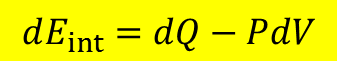 dE_int = dQ − PdV